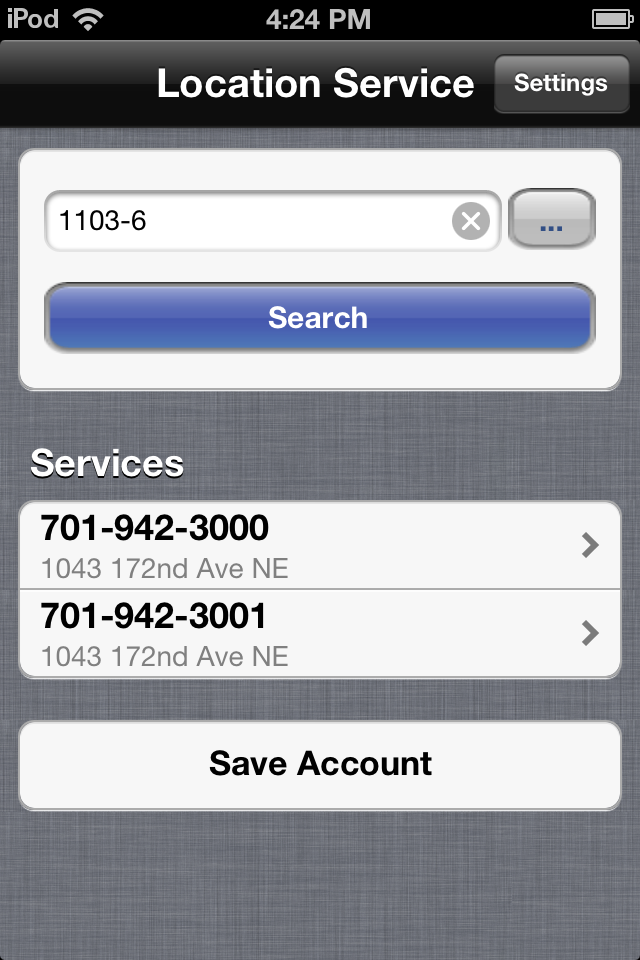 iPod 4:24 PM
Location Service Settings
1103-6 ...
Search
Services
701-942-3000
1043 172nd Ave NE
701-942-3001
1043 172nd Ave NE
Save Account